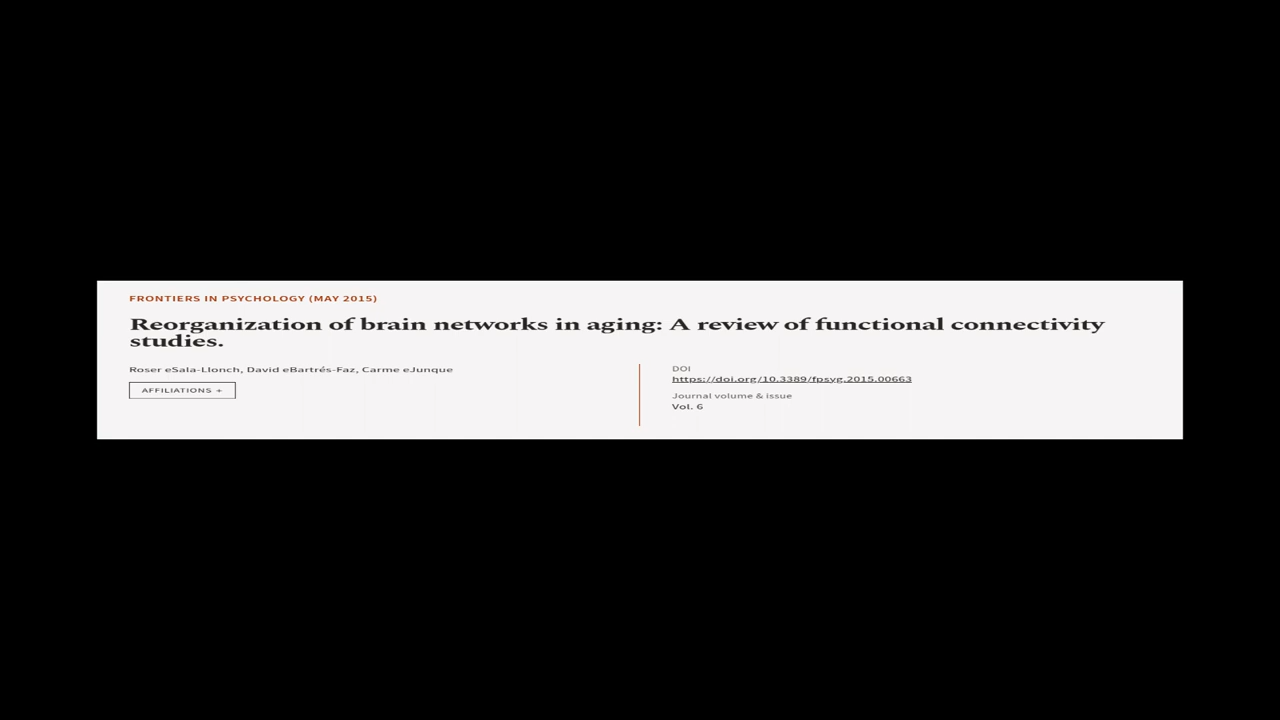 FRONTIERS IN PSYCHOLOGY (MAY 2015)
Reorganization of brain networks in aging: A review of functional connectivity
studies.
Roser eSala-Llonch, David eBartrés-Faz, Carme eJunque
AFFILIATIONS +
DOI
https://doi.org/10.3389/fpsyg.2015.00663
Journal volume & issue
Vol. 6